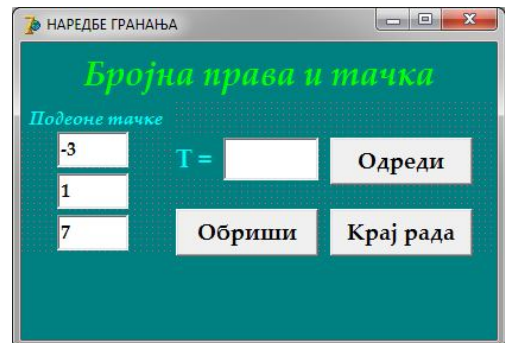 НАРЕДБЕ ГРАНАЊА
Бројна права и тачка
Подеоне тачке
-3
T =
Одреди
1
7
Обриши
Крај рада